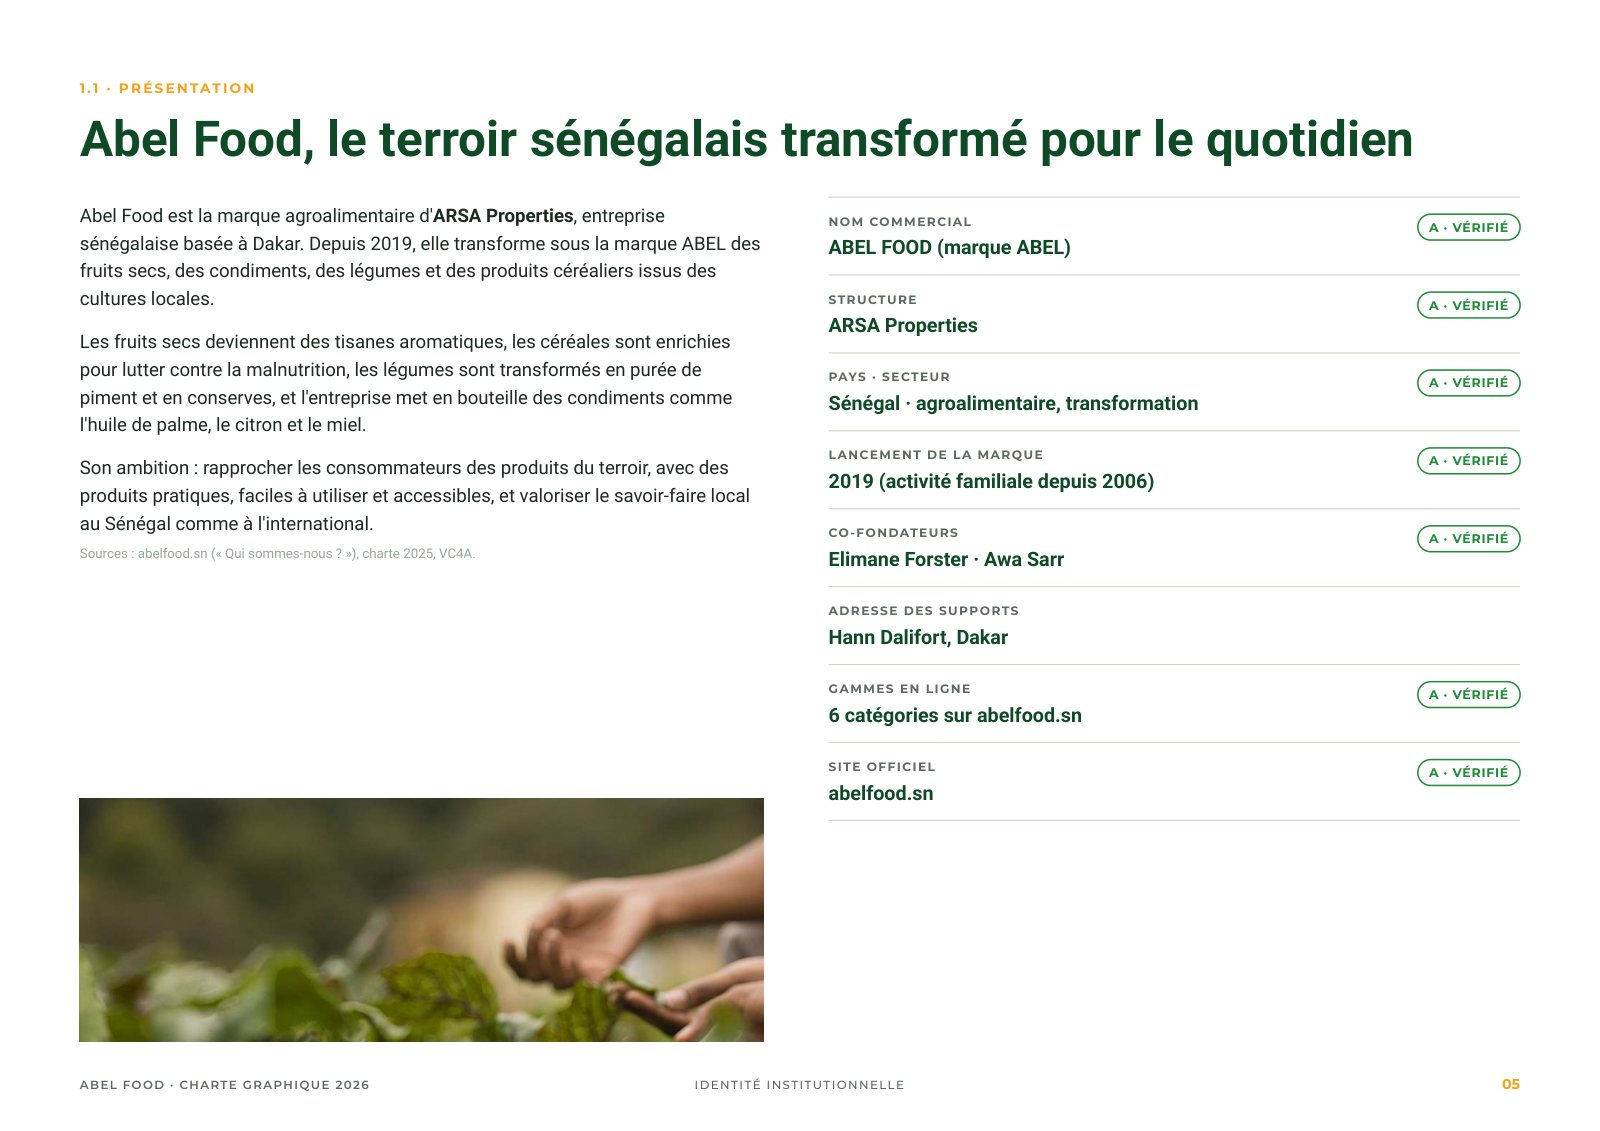 1.1 · PRÉSENTATION
Abel Food, le terroir sénégalais transformé pour le quotidien
Abel Food est la marque agroalimentaire d'ARSA Properties, entreprise
sénégalaise basée à Dakar. Depuis 2019, elle transforme sous la marque ABEL des
fruits secs, des condiments, des légumes et des produits céréaliers issus des
cultures locales.
Les fruits secs deviennent des tisanes aromatiques, les céréales sont enrichies
pour lutter contre la malnutrition, les légumes sont transformés en purée de
piment et en conserves, et l'entreprise met en bouteille des condiments comme
l'huile de palme, le citron et le miel.
Son ambition : rapprocher les consommateurs des produits du terroir, avec des
produits pratiques, faciles à utiliser et accessibles, et valoriser le savoir-faire local
au Sénégal comme à l'international.
Sources : abelfood.sn (« Qui sommes-nous ? »), charte 2025, VC4A.
NOM COMMERCIAL
A · VÉRIFIÉ
ABEL FOOD (marque ABEL)
STRUCTURE
A · VÉRIFIÉ
ARSA Properties
PAYS · SECTEUR
A · VÉRIFIÉ
Sénégal · agroalimentaire, transformation
LANCEMENT DE LA MARQUE
A · VÉRIFIÉ
2019 (activité familiale depuis 2006)
CO-FONDATEURS
A · VÉRIFIÉ
Elimane Forster · Awa Sarr
ADRESSE DES SUPPORTS
Hann Dalifort, Dakar
GAMMES EN LIGNE
A · VÉRIFIÉ
6 catégories sur abelfood.sn
SITE OFFICIEL
A · VÉRIFIÉ
abelfood.sn
ABEL FOOD · CHARTE GRAPHIQUE 2026
IDENTITÉ INSTITUTIONNELLE
05